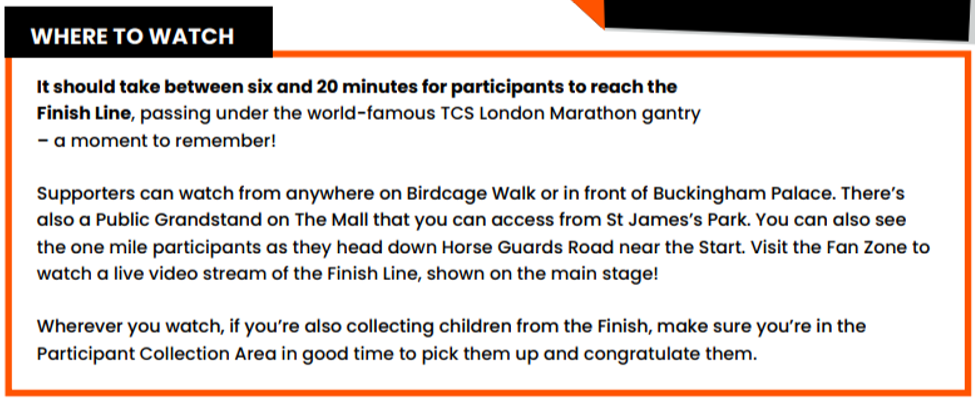 WHERE TO WATCH
It should take between six and 20 minutes for participants to reach the
Finish Line, passing under the world-famous TCS London Marathon gantry
– a moment to remember!
Supporters can watch from anywhere on Birdcage Walk or in front of Buckingham Palace. There's
also a Public Grandstand on The Mall that you can access from St James's Park. You can also see
the one mile participants as they head down Horse Guards Road near the Start. Visit the Fan Zone to
watch a live video stream of the Finish Line, shown on the main stage!
Wherever you watch, if you're also collecting children from the Finish, make sure you're in the
Participant Collection Area in good time to pick them up and congratulate them.